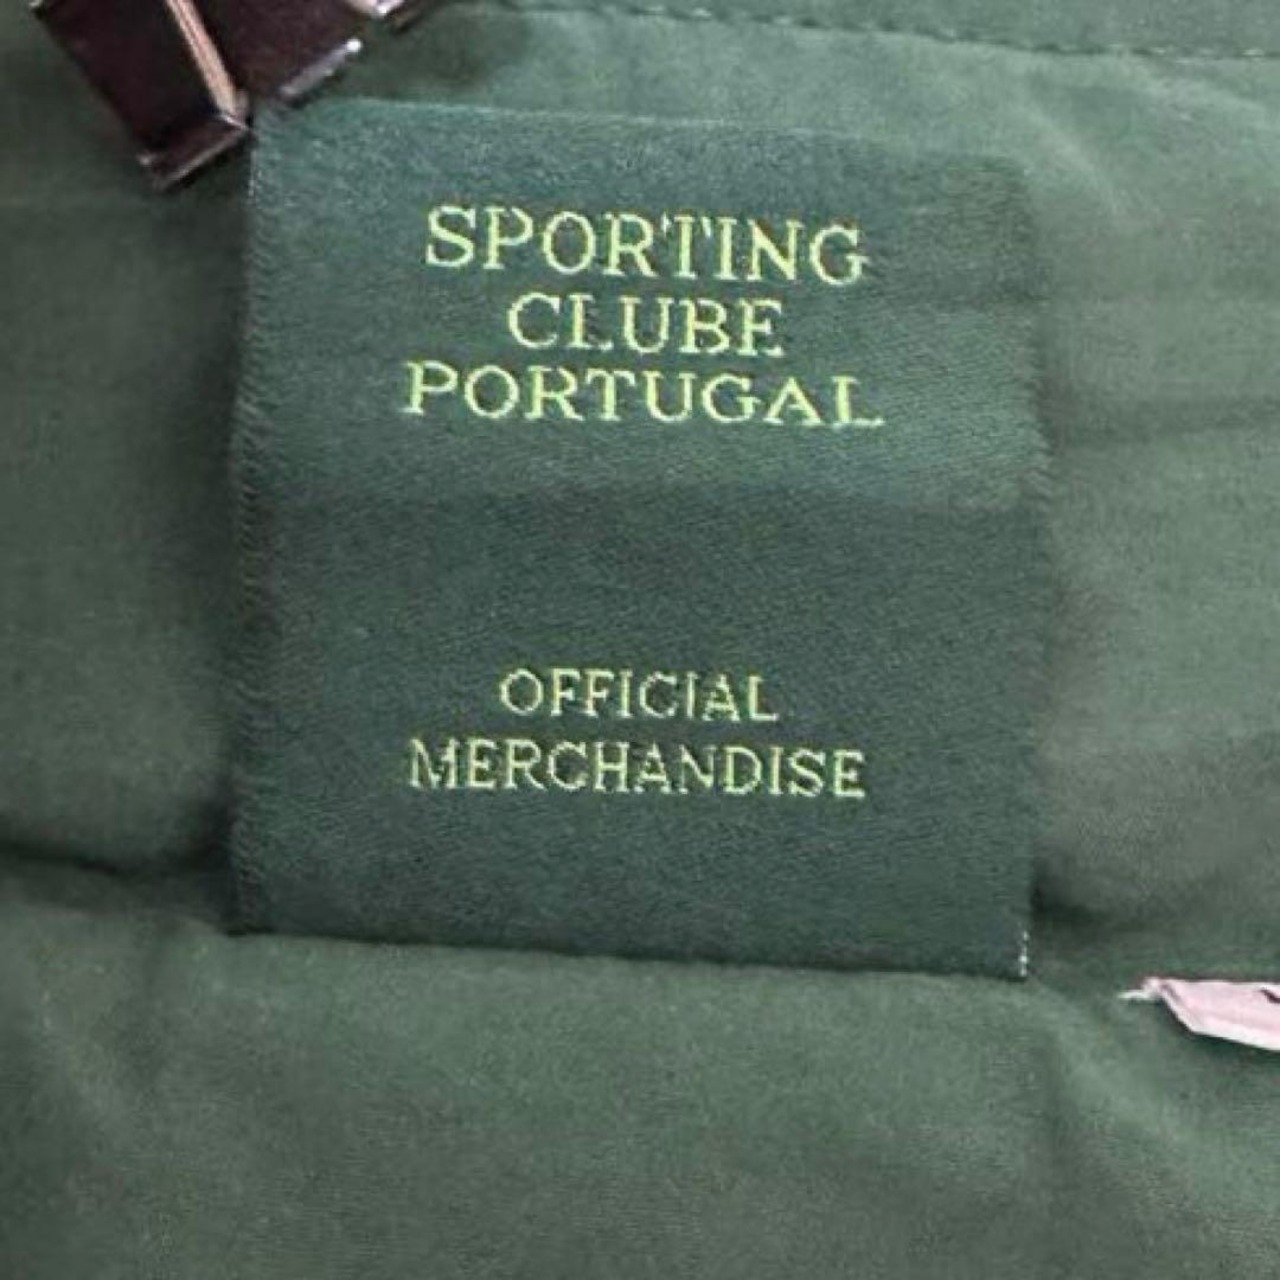 SPORTING
CLUBE
PORTUGAL
OFFICIAL
MERCHANDISE